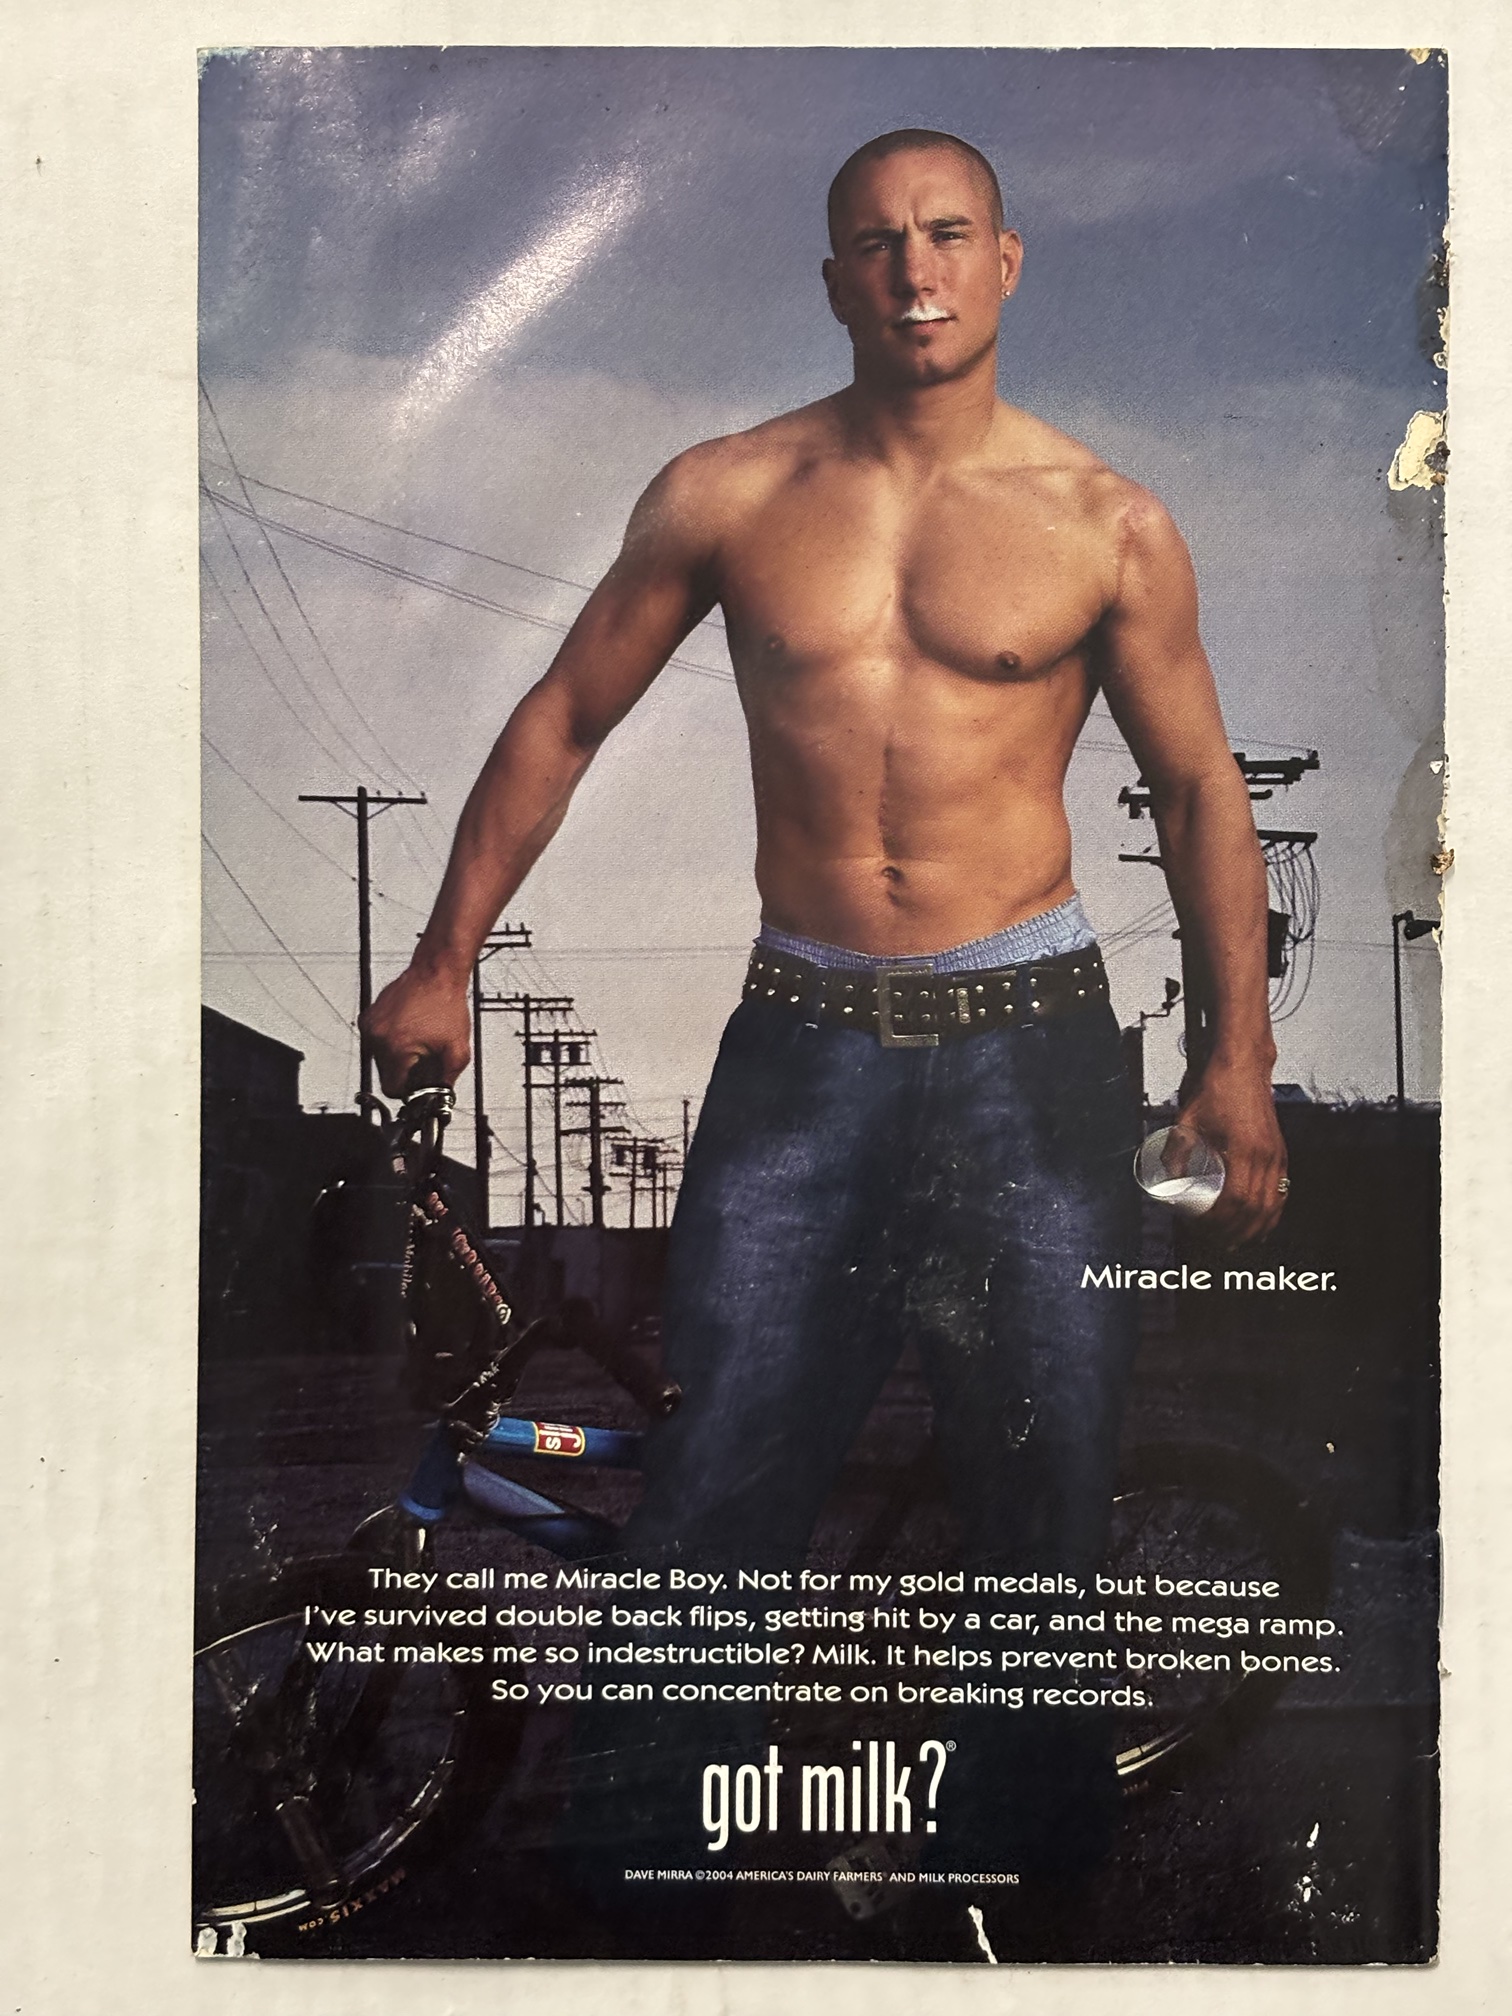 Miracle maker.
They call me Miracle Boy. Not for my gold medals, but because
I've survived double back flips, getting hit by a car, and the mega ramp.
What makes me so indestructible? Milk. It helps prevent broken bones.
So you can concentrate on breaking records.
got milk?®
DAVE MIRRA ©2004 AMERICA'S DAIRY FARMERS AND MILK PROCESSORS
MAXXIS.COM